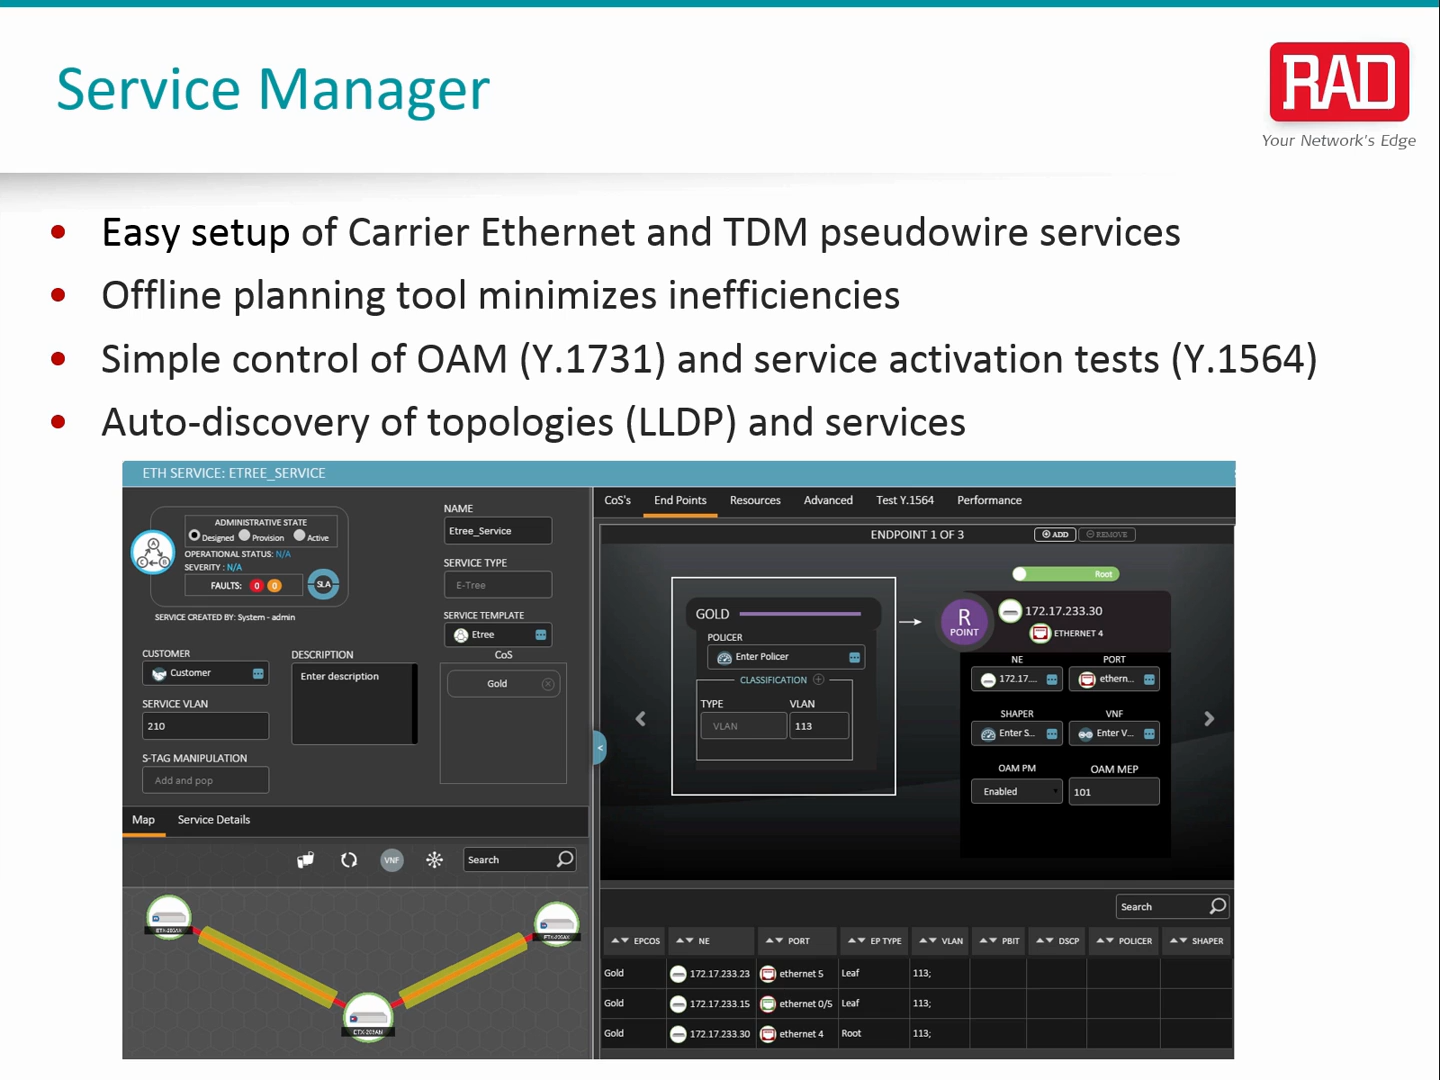 Service Manager
RAD
Your Network's Edge
• Easy setup of Carrier Ethernet and TDM pseudowire services
• Offline planning tool minimizes inefficiencies
• Simple control of OAM (Y.1731) and service activation tests (Y.1564)
• Auto-discovery of topologies (LLDP) and services
ETH SERVICE: ETREE_SERVICE
ADMINISTRATIVE STATE
Designed Provision Active
OPERATIONAL STATUS: N/A
SEVERITY : N/A
FAULTS: 0 0
SLA
A
C B
SERVICE CREATED BY: System - admin
NAME
Etree_Service
SERVICE TYPE
E-Tree
SERVICE TEMPLATE
Etree
CoS
Gold
CUSTOMER
Customer
SERVICE VLAN
210
S-TAG MANIPULATION
Add and pop
DESCRIPTION
Enter description
Map Service Details
VNF
Search
CoS's End Points Resources Advanced Test Y.1564 Performance
ENDPOINT 1 OF 3
ADD REMOVE
GOLD
POLICER
Enter Policer
CLASSIFICATION
TYPE VLAN
VLAN 113
Root
R
POINT
172.17.233.30
ETHERNET 4
NE PORT
172.17.... ethern...
SHAPER VNF
Enter S... Enter V...
OAM PM OAM MEP
Enabled 101
Search
EPCOS NE PORT EP TYPE VLAN PBIT DSCP POLICER SHAPER
Gold 172.17.233.23 ethernet 5 Leaf 113;
Gold 172.17.233.15 ethernet 0/5 Leaf 113;
Gold 172.17.233.30 ethernet 4 Root 113;